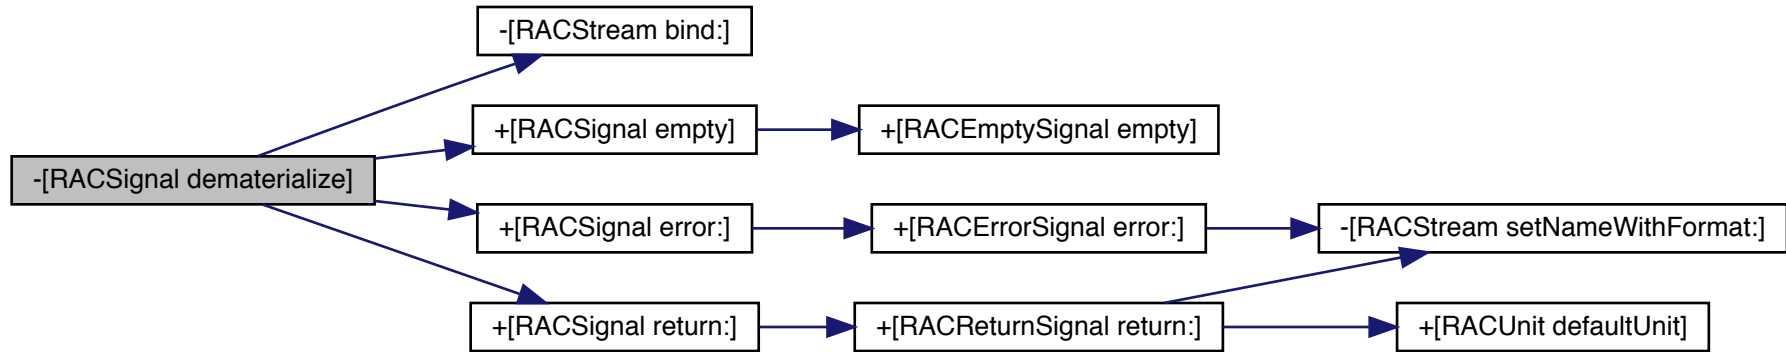 -[RACStream bind:]
+[RACSignal empty]
+[RACEmptySignal empty]
-[RACSignal dematerialize]
+[RACSignal error:]
+[RACErrorSignal error:]
-[RACStream setNameWithFormat:]
+[RACSignal return:]
+[RACReturnSignal return:]
+[RACUnit defaultUnit]